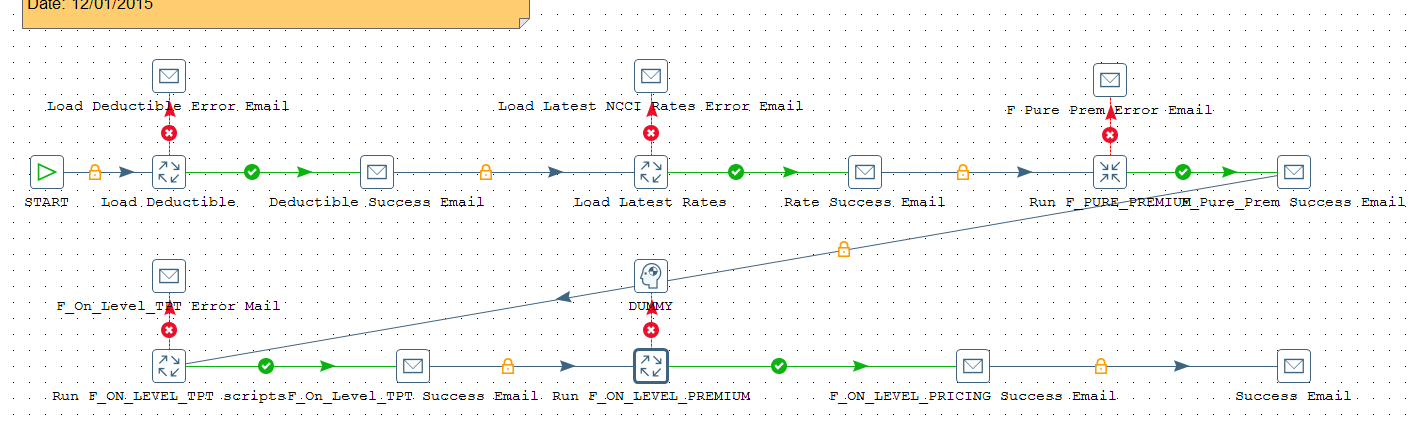 Date: 12/01/2015
Load Deductible Error Email
Load Latest NCCI Rates Error Email
F Pure Prem Error Email
START
Load Deductible
Deductible Success Email
Load Latest Rates
Rate Success Email
Run F_PURE_PREMIUM
F_Pure_Prem Success Email
F_On_Level_TPT Error Mail
DUMMY
Run F_ON_LEVEL_TPT scripts
F_On_Level_TPT Success Email
Run F_ON_LEVEL_PREMIUM
F_ON_LEVEL_PRICING Success Email
Success Email